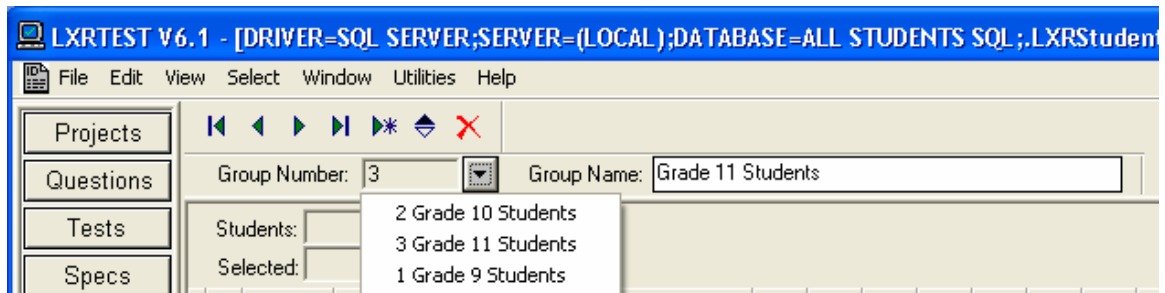 LXRTEST V6.1 - [DRIVER=SQL SERVER;SERVER=(LOCAL);DATABASE=ALL STUDENTS SQL;.LXRStudent
File Edit View Select Window Utilities Help
Projects
Questions
Group Number: 3 Group Name: Grade 11 Students
2 Grade 10 Students
Tests
Students:
3 Grade 11 Students
Specs
Selected:
1 Grade 9 Students